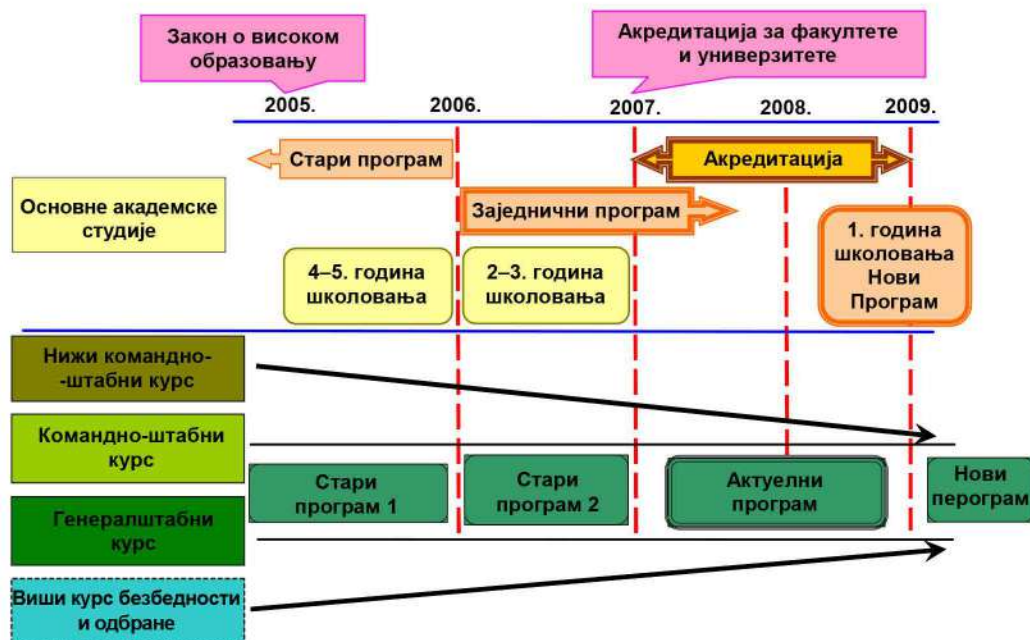 Закон о високом
образовању
Акредитација за факултете
и универзитете
2005.
2006.
2007.
2008.
2009.
Стари програм
Акредитација
Основне академске
студије
Заједнични програм
4–5. година
школовања
2–3. година
школовања
1. година
школовања
Нови
Програм
Нижи командно-
-штабни курс
Командно-штабни
курс
Стари
програм 1
Стари
програм 2
Актуелни
програм
Нови
перограм
Генералштабни
курс
Виши курс безбедности
и одбране